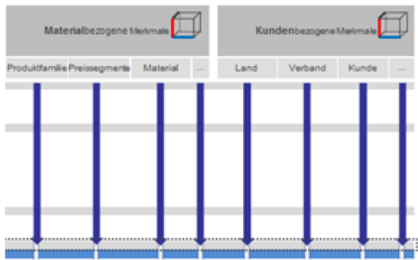 Materialbezogene Merkmale
Kundenbezogene Merkmale
Produktfamilie Preissegmente Material ... Land Verband Kunde ...